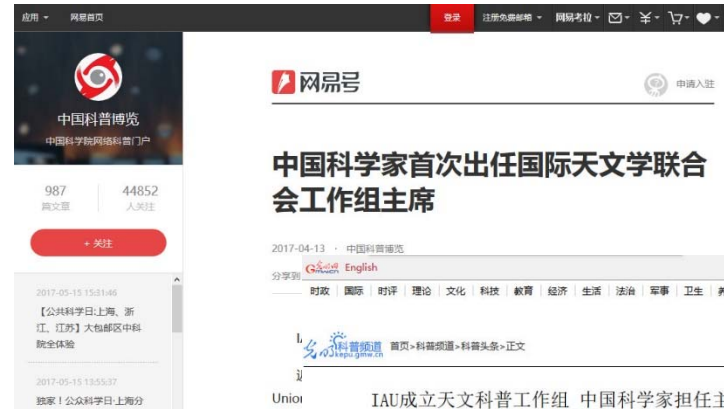 应用
网易首页
登录
注册免费邮箱
网易考拉
中国科普博览
中国科学院网络科普门户
987
44852
篇文章
人关注
+ 关注
2017-05-15 15:31:46
【公共科学日:上海、浙
江、江苏】大包邮区中科
院全体验
2017-05-15 13:55:37
独家！公众科学日·上海分
网易号
申请入驻
中国科学家首次出任国际天文学联合
会工作组主席
2017-04-13 · 中国科普博览
分享到
光明网 English
时政 国际 时评 理论 文化 科技 教育 经济 生活 法治 军事 卫生
科普频道
kepu.gmw.cn
首页>科普频道>科普头条>正文
IAU成立天文科普工作组 中国科学家担任主